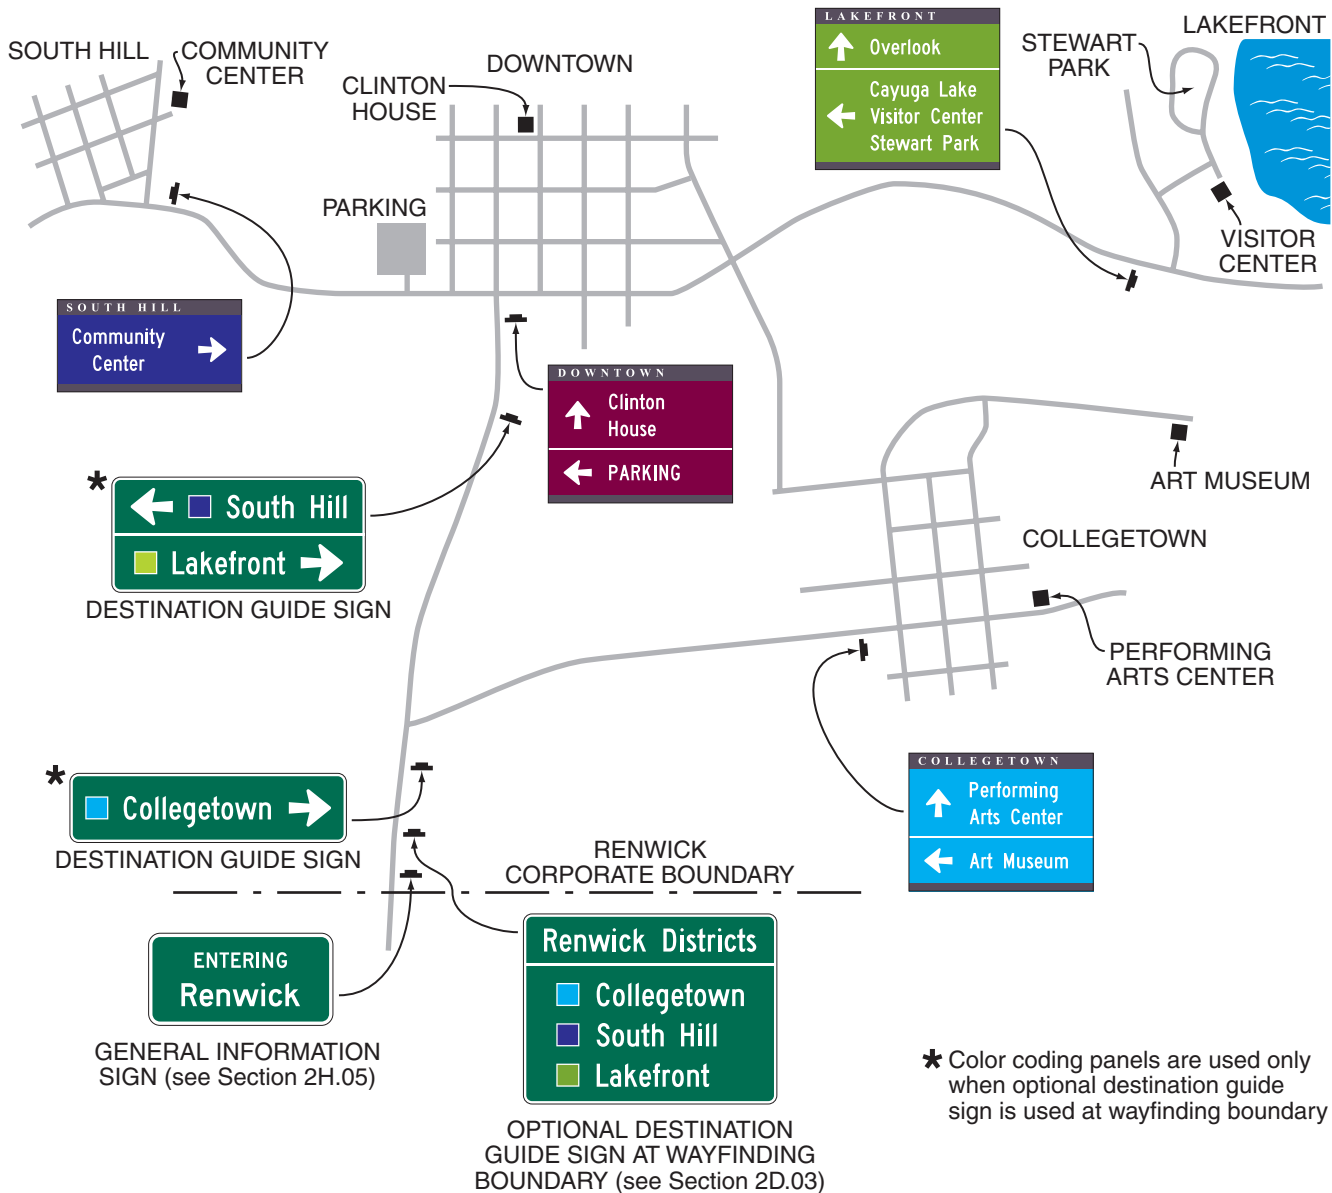 SOUTH HILL
COMMUNITY
CENTER
CLINTON
HOUSE
DOWNTOWN
PARKING
LAKEFRONT
Overlook
Cayuga Lake
Visitor Center
Stewart Park
STEWART
PARK
LAKEFRONT
VISITOR
CENTER
SOUTH HILL
Community
Center
DOWNTOWN
Clinton
House
PARKING
*
South Hill
Lakefront
DESTINATION GUIDE SIGN
ART MUSEUM
COLLEGETOWN
PERFORMING
ARTS CENTER
COLLEGETOWN
Performing
Arts Center
Art Museum
*
Collegetown
DESTINATION GUIDE SIGN
RENWICK
CORPORATE BOUNDARY
ENTERING
Renwick
GENERAL INFORMATION
SIGN (see Section 2H.05)
Renwick Districts
Collegetown
South Hill
Lakefront
OPTIONAL DESTINATION
GUIDE SIGN AT WAYFINDING
BOUNDARY (see Section 2D.03)
* Color coding panels are used only
when optional destination guide
sign is used at wayfinding boundary